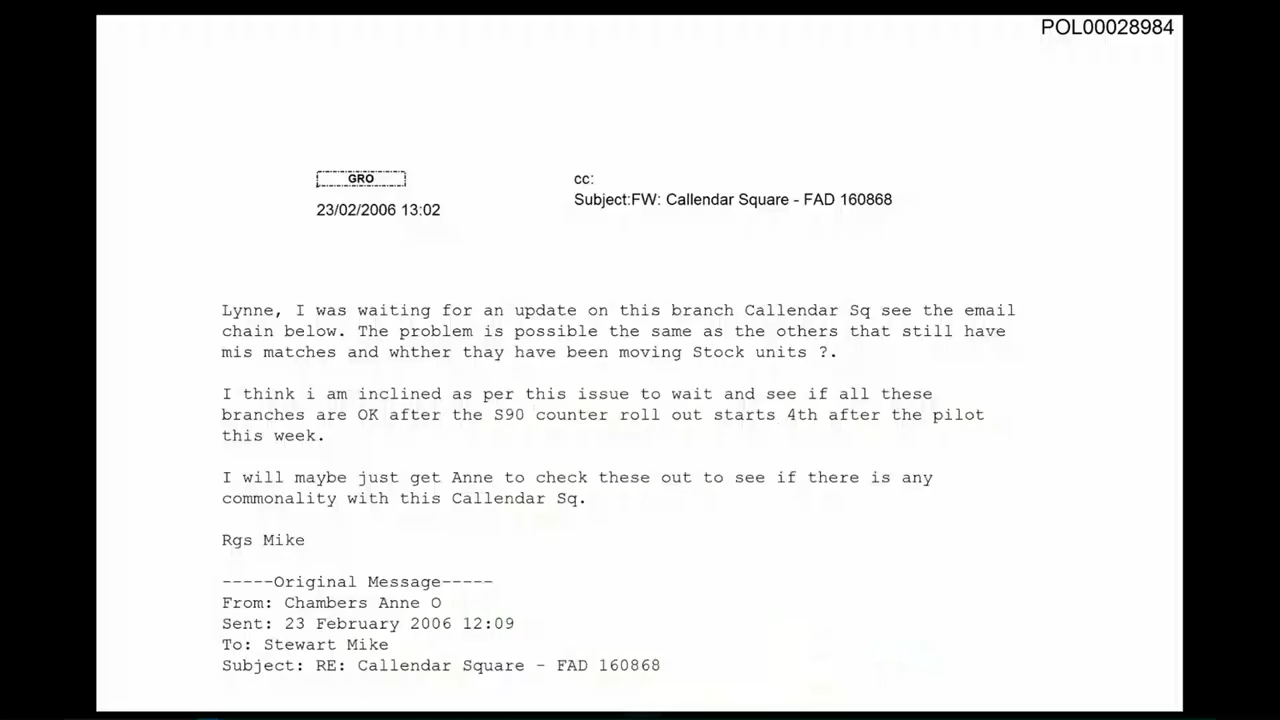 POL00028984
GRO
cc:
Subject:FW: Callendar Square - FAD 160868
23/02/2006 13:02
Lynne, I was waiting for an update on this branch Callendar Sq see the email
chain below. The problem is possible the same as the others that still have
mis matches and whther thay have been moving Stock units ?.
I think i am inclined as per this issue to wait and see if all these
branches are OK after the S90 counter roll out starts 4th after the pilot
this week.
I will maybe just get Anne to check these out to see if there is any
commonality with this Callendar Sq.
Rgs Mike
-----Original Message-----
From: Chambers Anne O
Sent: 23 February 2006 12:09
To: Stewart Mike
Subject: RE: Callendar Square - FAD 160868